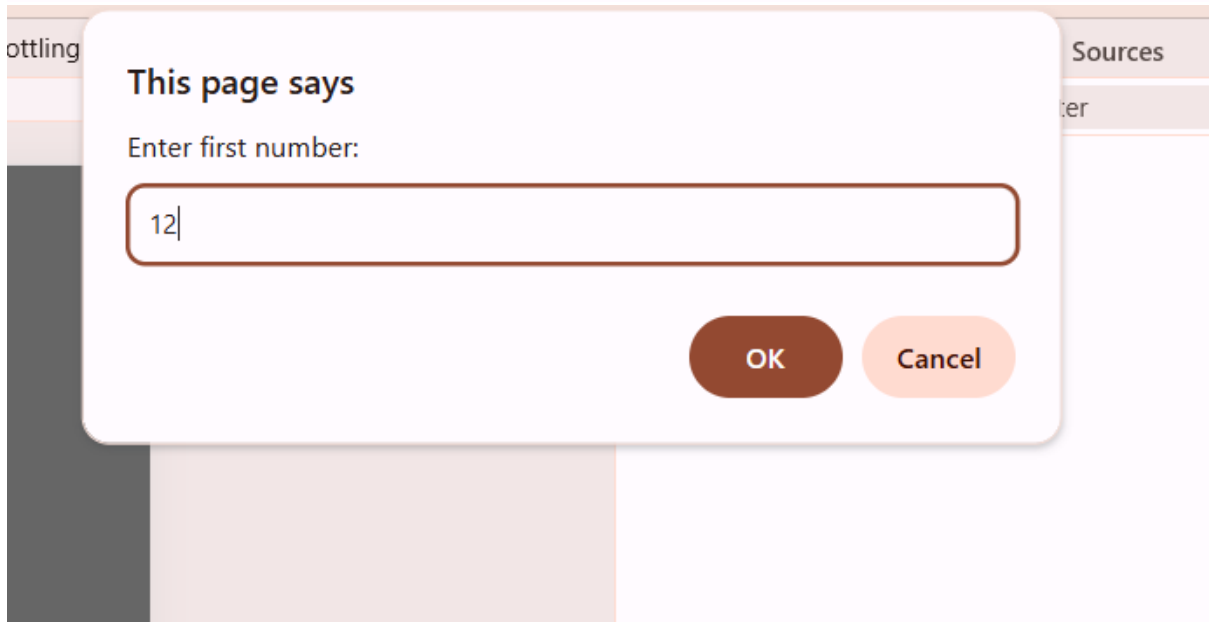 ottling
Sources
ter
This page says
Enter first number:
12
OK
Cancel